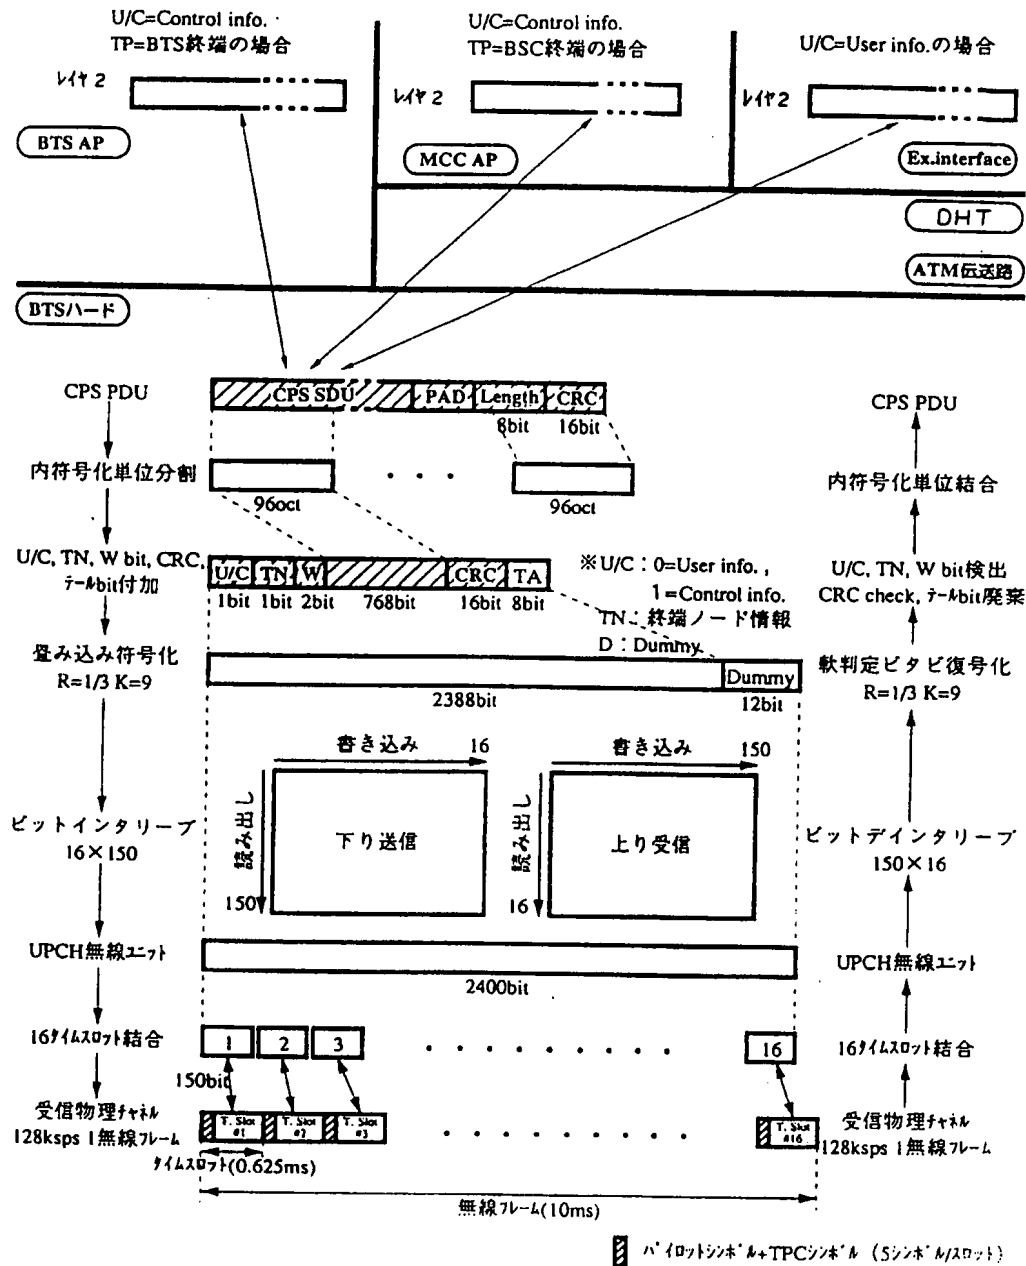 U/C=Control info.
TP=BTS終端の場合
U/C=Control info.
TP=BSC終端の場合
U/C=User info.の場合
レイヤ 2
レイヤ 2
レイヤ 2
BTS AP
MCC AP
Ex.interface
DHT
ATM伝送路
BTSハード
CPS PDU
CPS SDU
PAD
Length
CRC
8bit
16bit
CPS PDU
内符号化単位分割
・ ・ ・
96oct
96oct
内符号化単位結合
U/C, TN, W bit, CRC,
テールbit付加
U/C
TN
W
CRC
TA
1bit
1bit
2bit
768bit
16bit
8bit
※U/C:0=User info. ,
1=Control info.
TN: 終端ノード情報
D:Dummy
U/C, TN, W bit検出
CRC check, テールbit廃棄
畳み込み符号化
R=1/3 K=9
Dummy
2388bit
12bit
軟判定ビタビ復号化
R=1/3 K=9
書き込み 16
読み出し
150
下り送信
書き込み 150
読み出し
16
上り受信
ビットインタリーブ
16×150
ビットデインタリーブ
150×16
UPCH無線ユニット
2400bit
UPCH無線ユニット
16タイムスロット結合
1
2
3
・ ・ ・ ・ ・ ・ ・ ・ ・ ・
16
16タイムスロット結合
150bit
受信物理チャネル
128ksps 1無線フレーム
T. Slot #1
T. Slot #2
T. Slot #3
・ ・ ・ ・ ・ ・ ・ ・ ・ ・
T. Slot #16
受信物理チャネル
128ksps 1無線フレーム
タイムスロット(0.625ms)
無線フレーム(10ms)
パイロットシンボル+TPCシンボル (5シンボル/スロット)